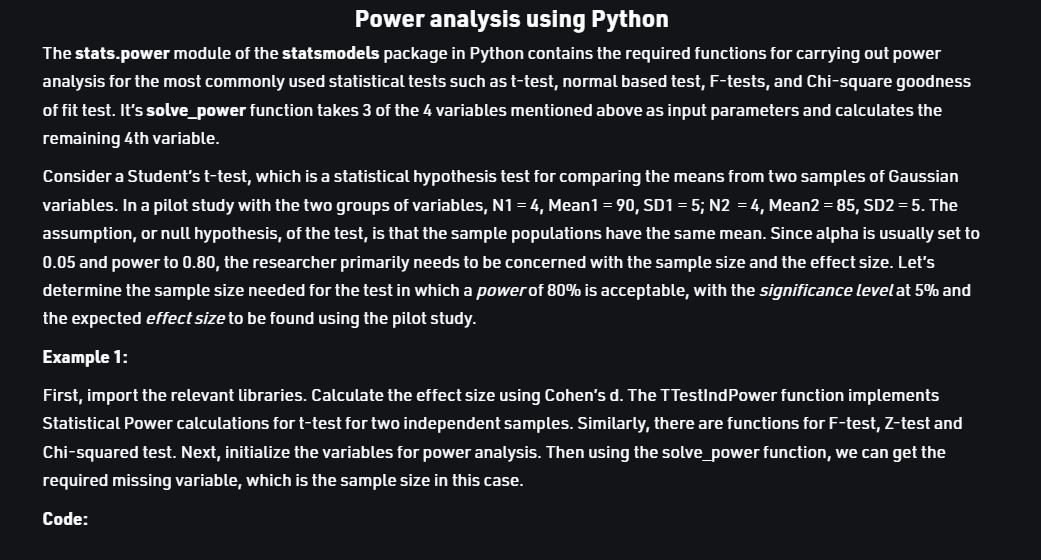 Power analysis using Python
The stats.power module of the statsmodels package in Python contains the required functions for carrying out power
analysis for the most commonly used statistical tests such as t-test, normal based test, F-tests, and Chi-square goodness
of fit test. It's solve_power function takes 3 of the 4 variables mentioned above as input parameters and calculates the
remaining 4th variable.
Consider a Student's t-test, which is a statistical hypothesis test for comparing the means from two samples of Gaussian
variables. In a pilot study with the two groups of variables, N1 = 4, Mean1 = 90, SD1 = 5; N2  = 4, Mean2 = 85, SD2 = 5. The
assumption, or null hypothesis, of the test, is that the sample populations have the same mean. Since alpha is usually set to
0.05 and power to 0.80, the researcher primarily needs to be concerned with the sample size and the effect size. Let's
determine the sample size needed for the test in which a power of 80% is acceptable, with the significance level at 5% and
the expected effect size to be found using the pilot study.
Example 1:
First, import the relevant libraries. Calculate the effect size using Cohen's d. The TTestIndPower function implements
Statistical Power calculations for t-test for two independent samples. Similarly, there are functions for F-test, Z-test and
Chi-squared test. Next, initialize the variables for power analysis. Then using the solve_power function, we can get the
required missing variable, which is the sample size in this case.
Code: